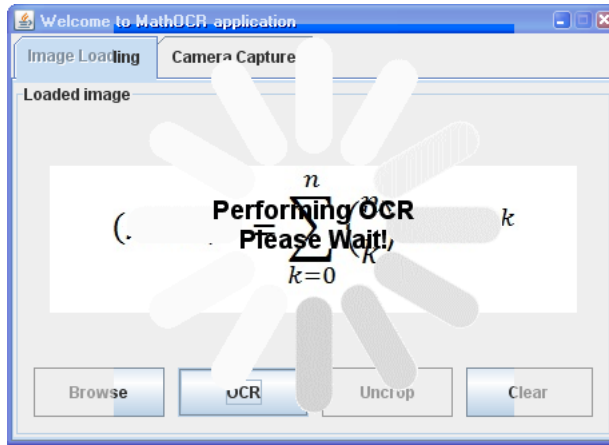 Welcome to MathOCR application
Image Loading
Camera Capture
Loaded image
n
( = ∑ ( k
k=0
Performing OCR
Please Wait!
Browse
OCR
Uncrop
Clear